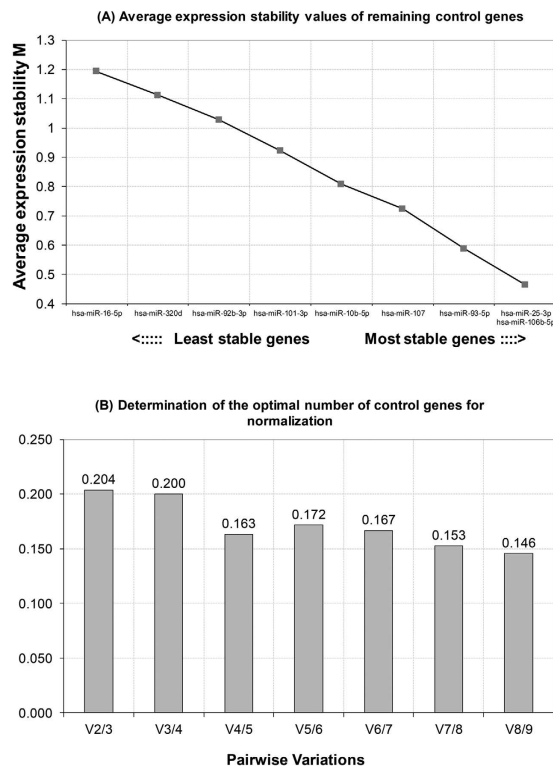 (A) Average expression stability values of remaining control genes
Average expression stability M
1.3
1.2
1.1
1
0.9
0.8
0.7
0.6
0.5
0.4
hsa-miR-16-5p hsa-miR-320d hsa-miR-92b-3p hsa-miR-101-3p hsa-miR-10b-5p hsa-miR-107 hsa-miR-93-5p hsa-miR-25-3p
hsa-miR-106b-5p
<::::: Least stable genes Most stable genes ::::>
(B) Determination of the optimal number of control genes for
normalization
0.250
0.200
0.150
0.100
0.050
0.000
0.204 0.200 0.163 0.172 0.167 0.153 0.146
V2/3 V3/4 V4/5 V5/6 V6/7 V7/8 V8/9
Pairwise Variations